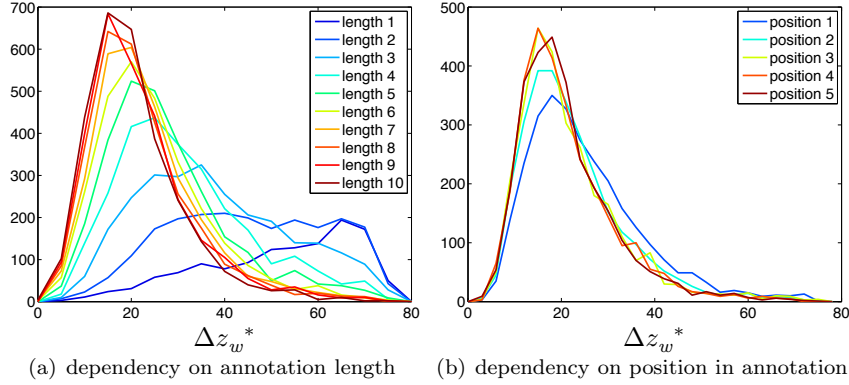 700
600
500
400
300
200
100
0
0 20 40 60 80
length 1
length 2
length 3
length 4
length 5
length 6
length 7
length 8
length 9
length 10
Δz_w*
(a) dependency on annotation length
500
400
300
200
100
0
0 20 40 60 80
position 1
position 2
position 3
position 4
position 5
Δz_w*
(b) dependency on position in annotation